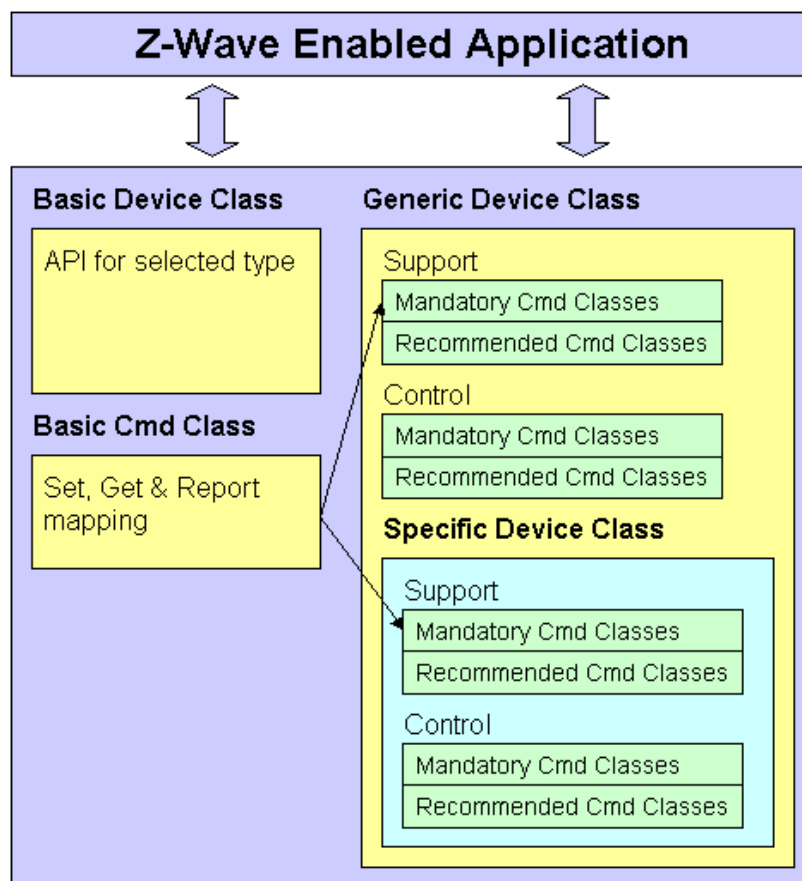 Z-Wave Enabled Application
Basic Device Class
API for selected type
Basic Cmd Class
Set, Get & Report
mapping
Generic Device Class
Support
Mandatory Cmd Classes
Recommended Cmd Classes
Control
Mandatory Cmd Classes
Recommended Cmd Classes
Specific Device Class
Support
Mandatory Cmd Classes
Recommended Cmd Classes
Control
Mandatory Cmd Classes
Recommended Cmd Classes